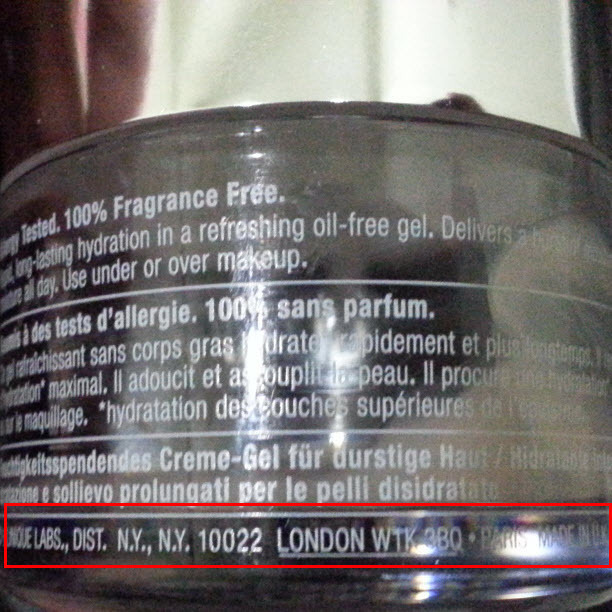 Tested. 100% Fragrance Free.
long-lasting hydration in a refreshing oil-free gel. Delivers a
all day. Use under or over makeup.
à des tests d'allergie. 100% sans parfum.
gel rafraîchissant sans corps gras hydrate rapidement et plus longtemps. Il
maximal. Il adoucit et assouplit la peau. Il procure une
sur le maquillage. *hydratation des couches supérieures de l'épiderme.
Creme-Gel für durstige Haut /
e sollievo prolungati per le pelli disidratate
LABS., DIST. N.Y., N.Y. 10022 LONDON W1K 3BQ • PARIS MADE IN